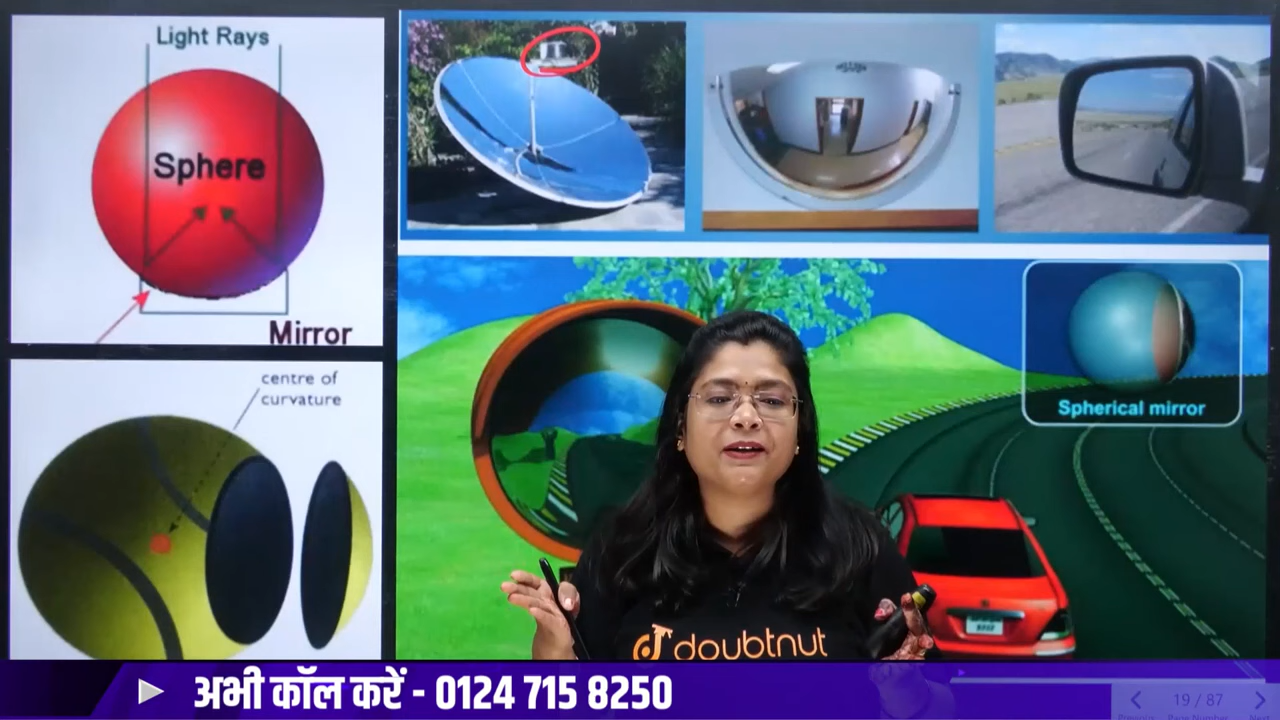 Light Rays
Sphere
Mirror
centre of
curvature
Spherical mirror
doubtnut
अभी कॉल करें - 0124 715 8250
19 / 87